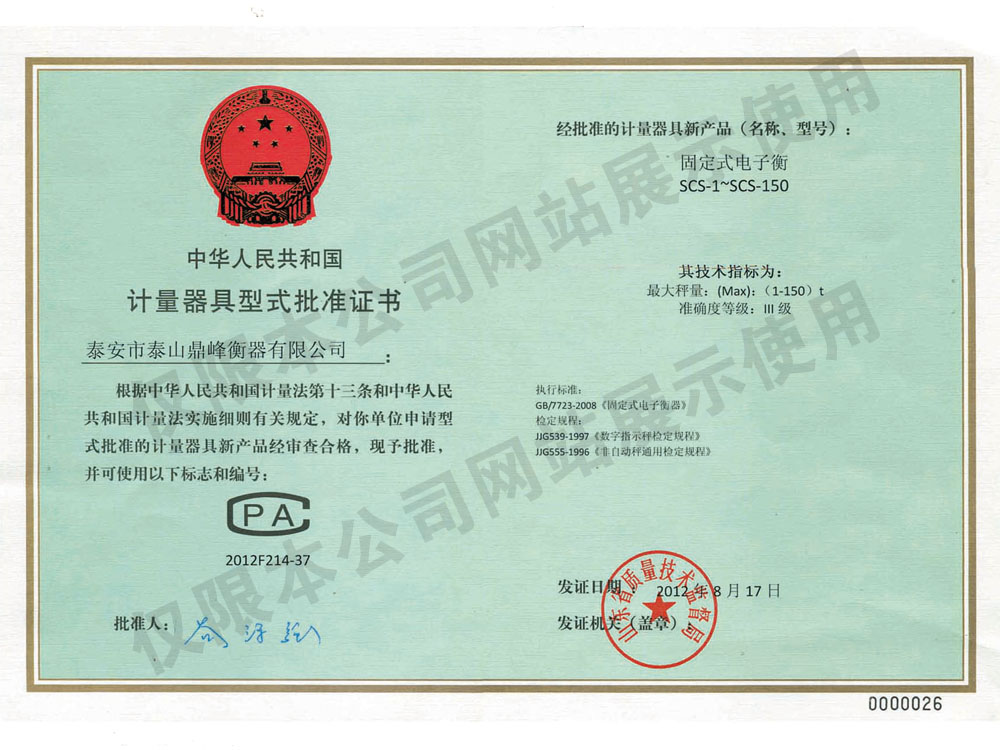 中华人民共和国
计量器具型式批准证书
泰安市泰山鼎峰衡器有限公司：
根据中华人民共和国计量法第十三条和中华人民
共和国计量法实施细则有关规定，对你单位申请型
式批准的计量器具新产品经审查合格，现予批准，
并可使用以下标志和编号：
CPA
2012F214-37
批准人：
经批准的计量器具新产品（名称、型号）：
固定式电子衡
SCS-1~SCS-150
其技术指标为：
最大秤量：(Max)：（1-150）t
准确度等级：III 级
执行标准：
GB/7723-2008《固定式电子衡器》
检定规程：
JJG539-1997《数字指示秤检定规程》
JJG555-1996《非自动秤通用检定规程》
发证日期：2012 年 8 月 17 日
发证机关（盖章）
山东省质量技术监督局
0000026
仅限本公司网站展示使用
仅限本公司网站展示使用